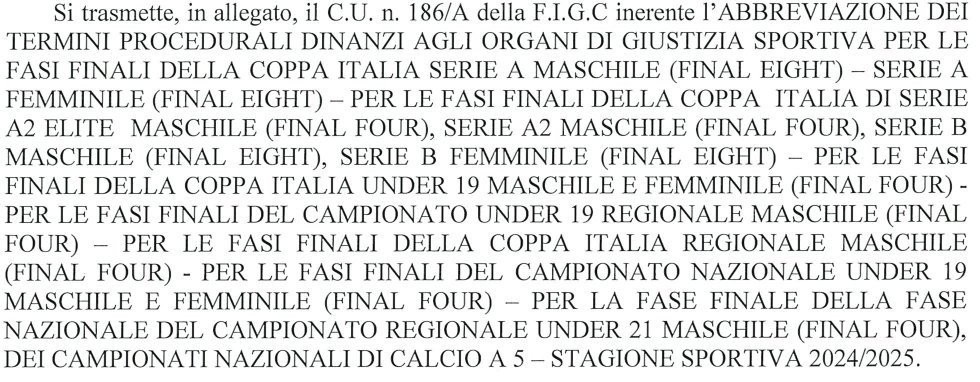 Si trasmette, in allegato, il C.U. n. 186/A della F.I.G.C inerente l’ABBREVIAZIONE DEI
TERMINI PROCEDURALI DINANZI AGLI ORGANI DI GIUSTIZIA SPORTIVA PER LE
FASI FINALI DELLA COPPA ITALIA SERIE A MASCHILE (FINAL EIGHT) – SERIE A
FEMMINILE (FINAL EIGHT) – PER LE FASI FINALI DELLA COPPA ITALIA DI SERIE
A2 ELITE MASCHILE (FINAL FOUR), SERIE A2 MASCHILE (FINAL FOUR), SERIE B
MASCHILE (FINAL EIGHT), SERIE B FEMMINILE (FINAL EIGHT) – PER LE FASI
FINALI DELLA COPPA ITALIA UNDER 19 MASCHILE E FEMMINILE (FINAL FOUR) -
PER LE FASI FINALI DEL CAMPIONATO UNDER 19 REGIONALE MASCHILE (FINAL
FOUR) – PER LE FASI FINALI DELLA COPPA ITALIA REGIONALE MASCHILE
(FINAL FOUR) - PER LE FASI FINALI DEL CAMPIONATO NAZIONALE UNDER 19
MASCHILE E FEMMINILE (FINAL FOUR) – PER LA FASE FINALE DELLA FASE
NAZIONALE DEL CAMPIONATO REGIONALE UNDER 21 MASCHILE (FINAL FOUR),
DEI CAMPIONATI NAZIONALI DI CALCIO A 5 – STAGIONE SPORTIVA 2024/2025.